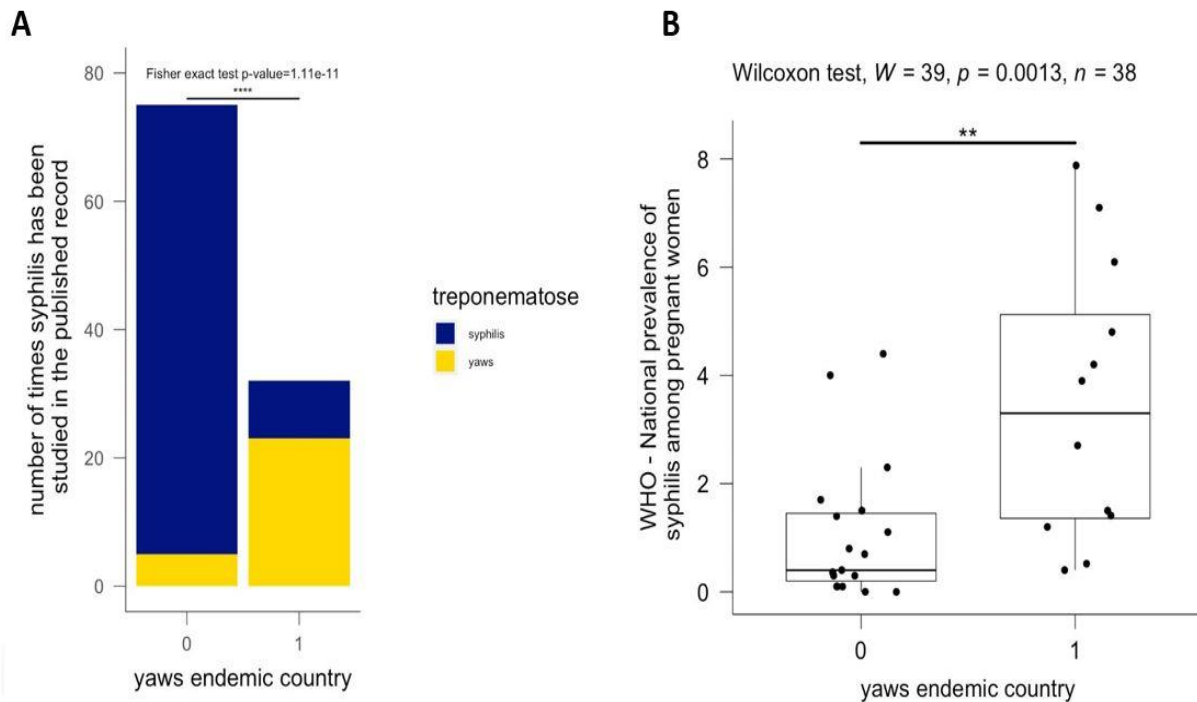 A
Fisher exact test p-value=1.11e-11
****
80
60
40
20
0
number of times syphilis has been
studied in the published record
0
1
yaws endemic country
treponematose
syphilis
yaws
B
Wilcoxon test, W = 39, p = 0.0013, n = 38
**
8
6
4
2
0
WHO - National prevalence of
syphilis among pregnant women
0
1
yaws endemic country